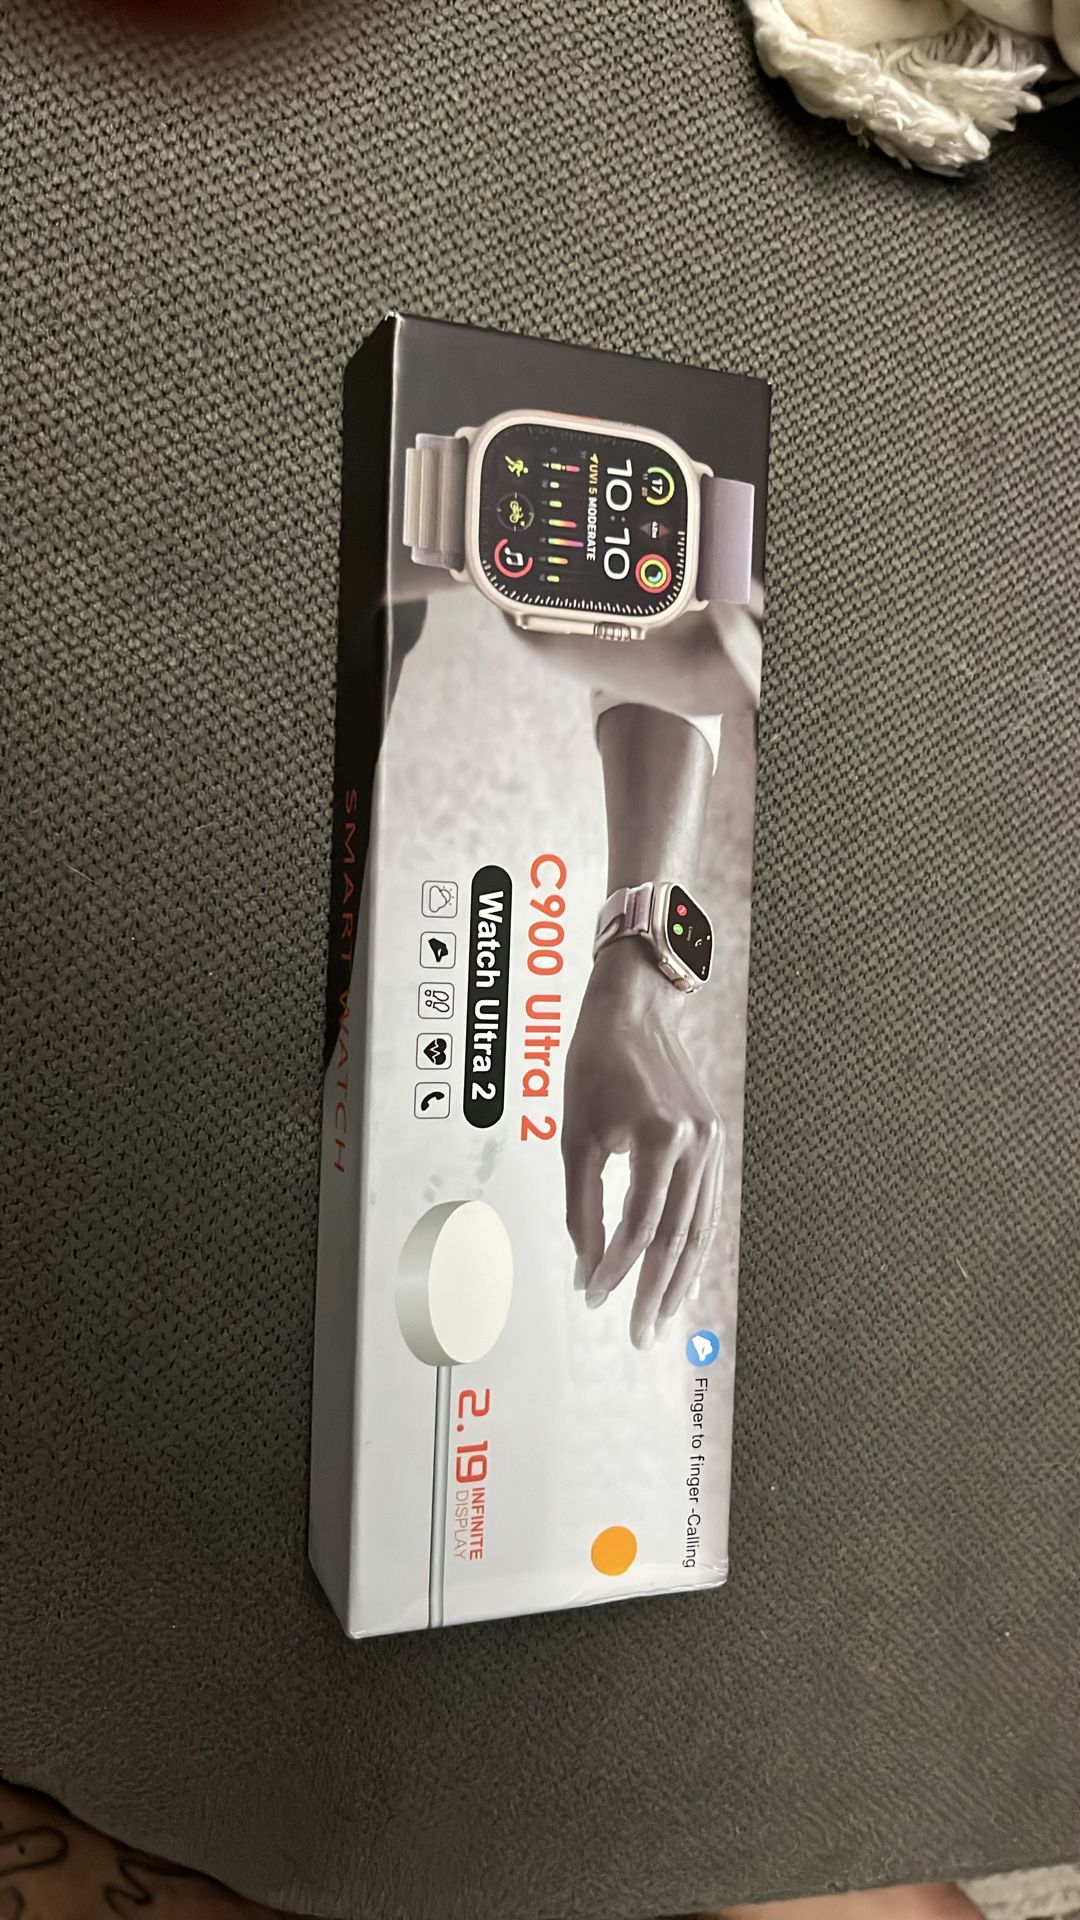 17
10:10
UVI 5 MODERATE
C900 Ultra 2
Watch Ultra 2
Finger to finger -Calling
2.19 INFINITE
DISPLAY
SMART WATCH